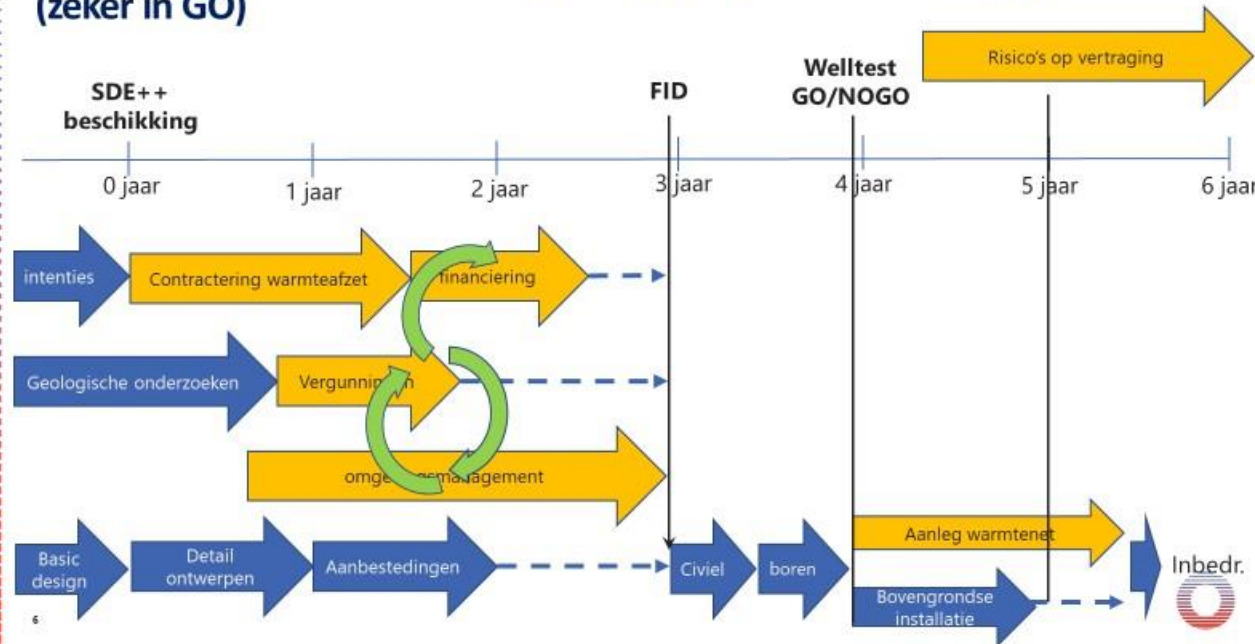 (zeker in GO)
Risico's op vertraging
SDE++
beschikking
FID
Welltest
GO/NOGO
0 jaar
1 jaar
2 jaar
3 jaar
4 jaar
5 jaar
6 jaar
intenties
Contractering warmteafzet
financiering
Geologische onderzoeken
Vergunningen
omgevingsmanagement
Basic
design
Detail
ontwerpen
Aanbestedingen
Civiel
boren
Aanleg warmtenet
Bovengrondse
installatie
Inbedr.
6